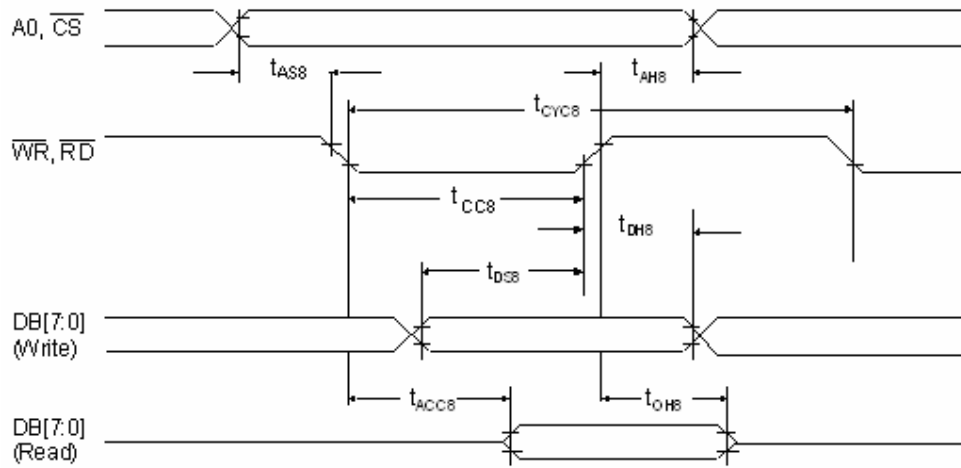 A0, CS
tAS8
tAH8
tCYC8
WR, RD
tCC8
tDH8
tDS8
DB[7:0]
(Write)
tACC8
tOH8
DB[7:0]
(Read)